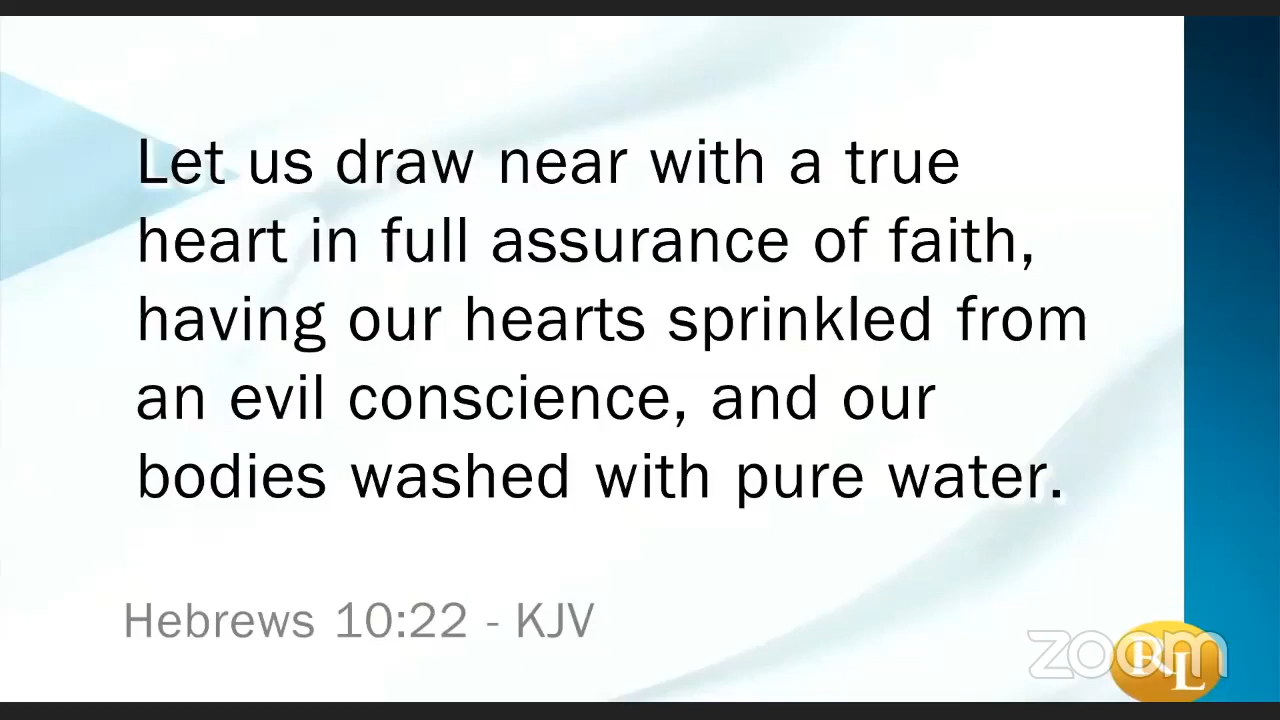 Let us draw near with a true
heart in full assurance of faith,
having our hearts sprinkled from
an evil conscience, and our
bodies washed with pure water.
Hebrews 10:22 - KJV
zoom
RL